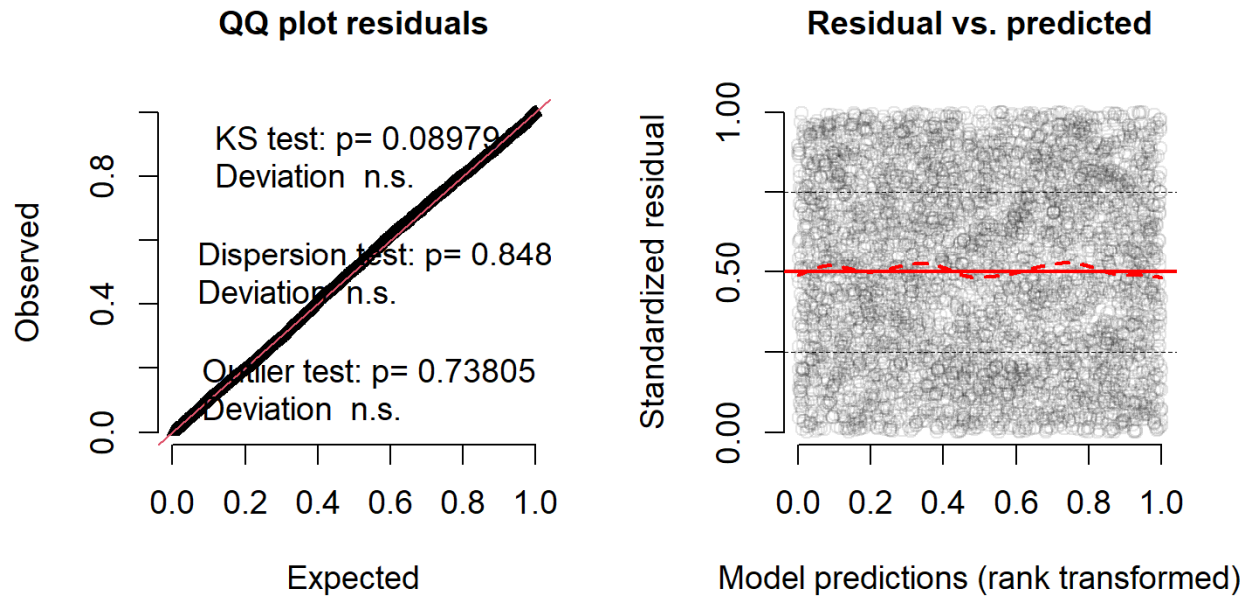 QQ plot residuals
KS test: p= 0.08979
Deviation  n.s.
Dispersion test: p= 0.848
Deviation  n.s.
Outlier test: p= 0.73805
Deviation  n.s.
Observed
0.0
0.4
0.8
0.0 0.2 0.4 0.6 0.8 1.0
Expected
Residual vs. predicted
Standardized residual
0.00
0.50
1.00
0.0 0.2 0.4 0.6 0.8 1.0
Model predictions (rank transformed)